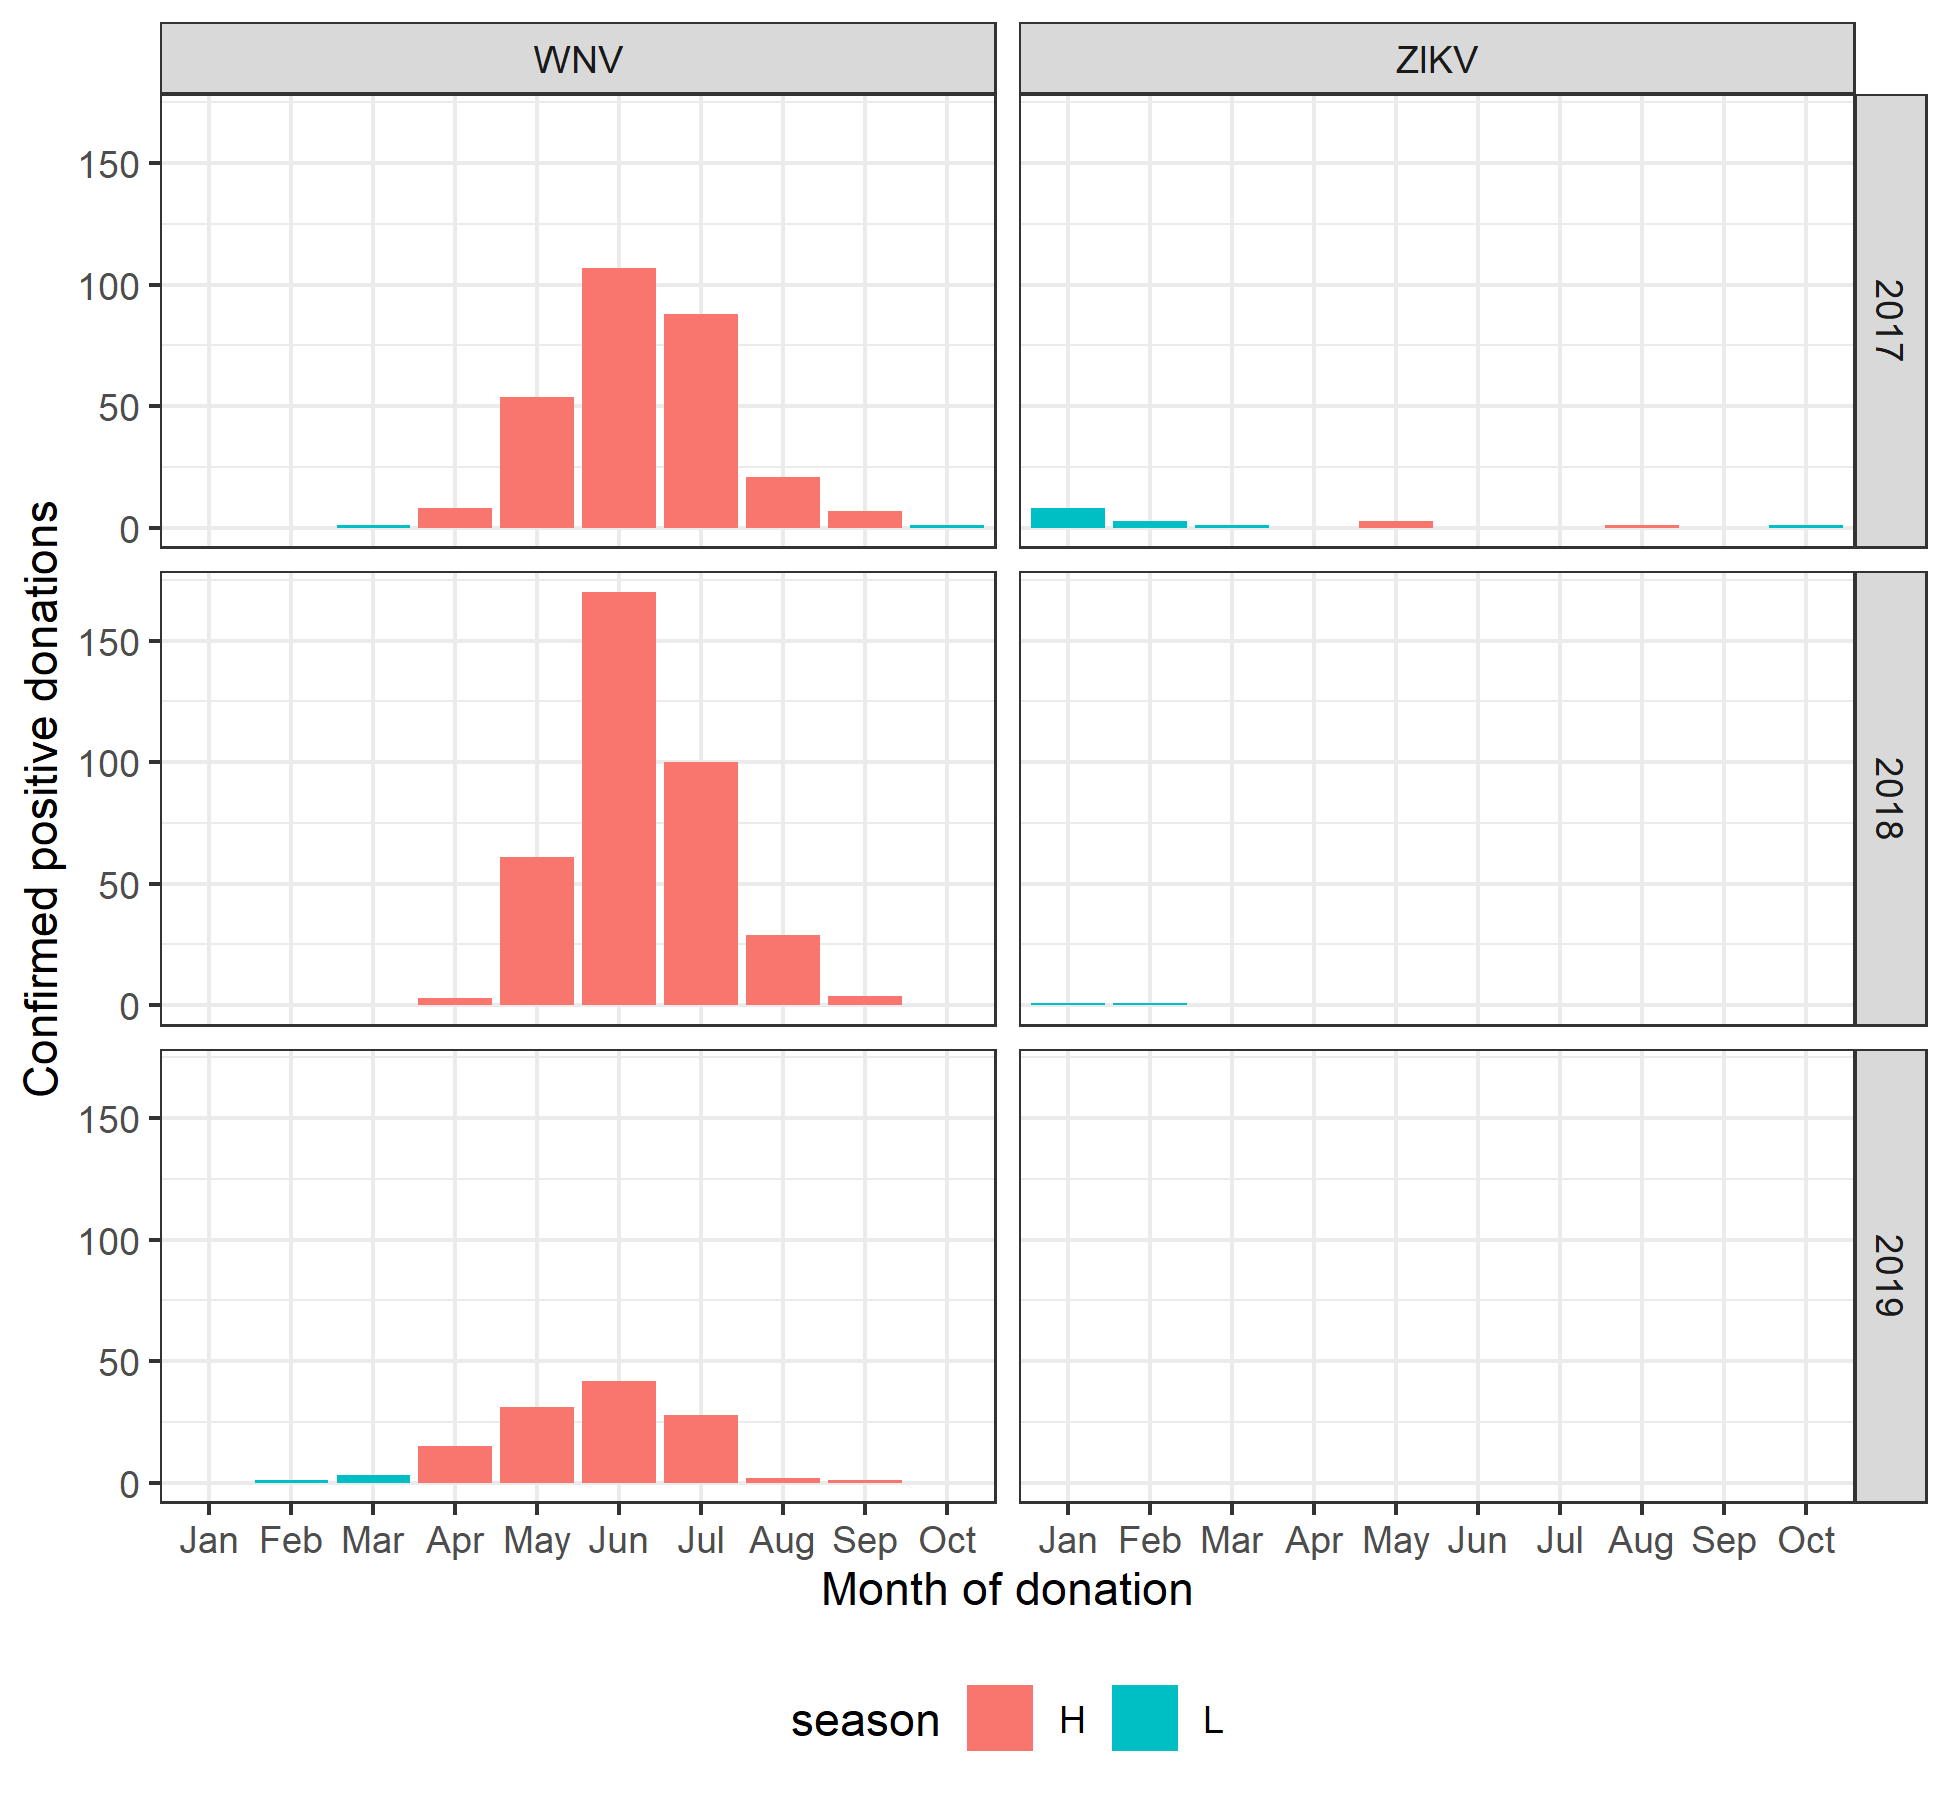 WNV
ZIKV
150
100
50
0
2017
150
100
50
0
2018
150
100
50
0
2019
Confirmed positive donations
Jan Feb Mar Apr May Jun Jul Aug Sep Oct
Jan Feb Mar Apr May Jun Jul Aug Sep Oct
Month of donation
season H L